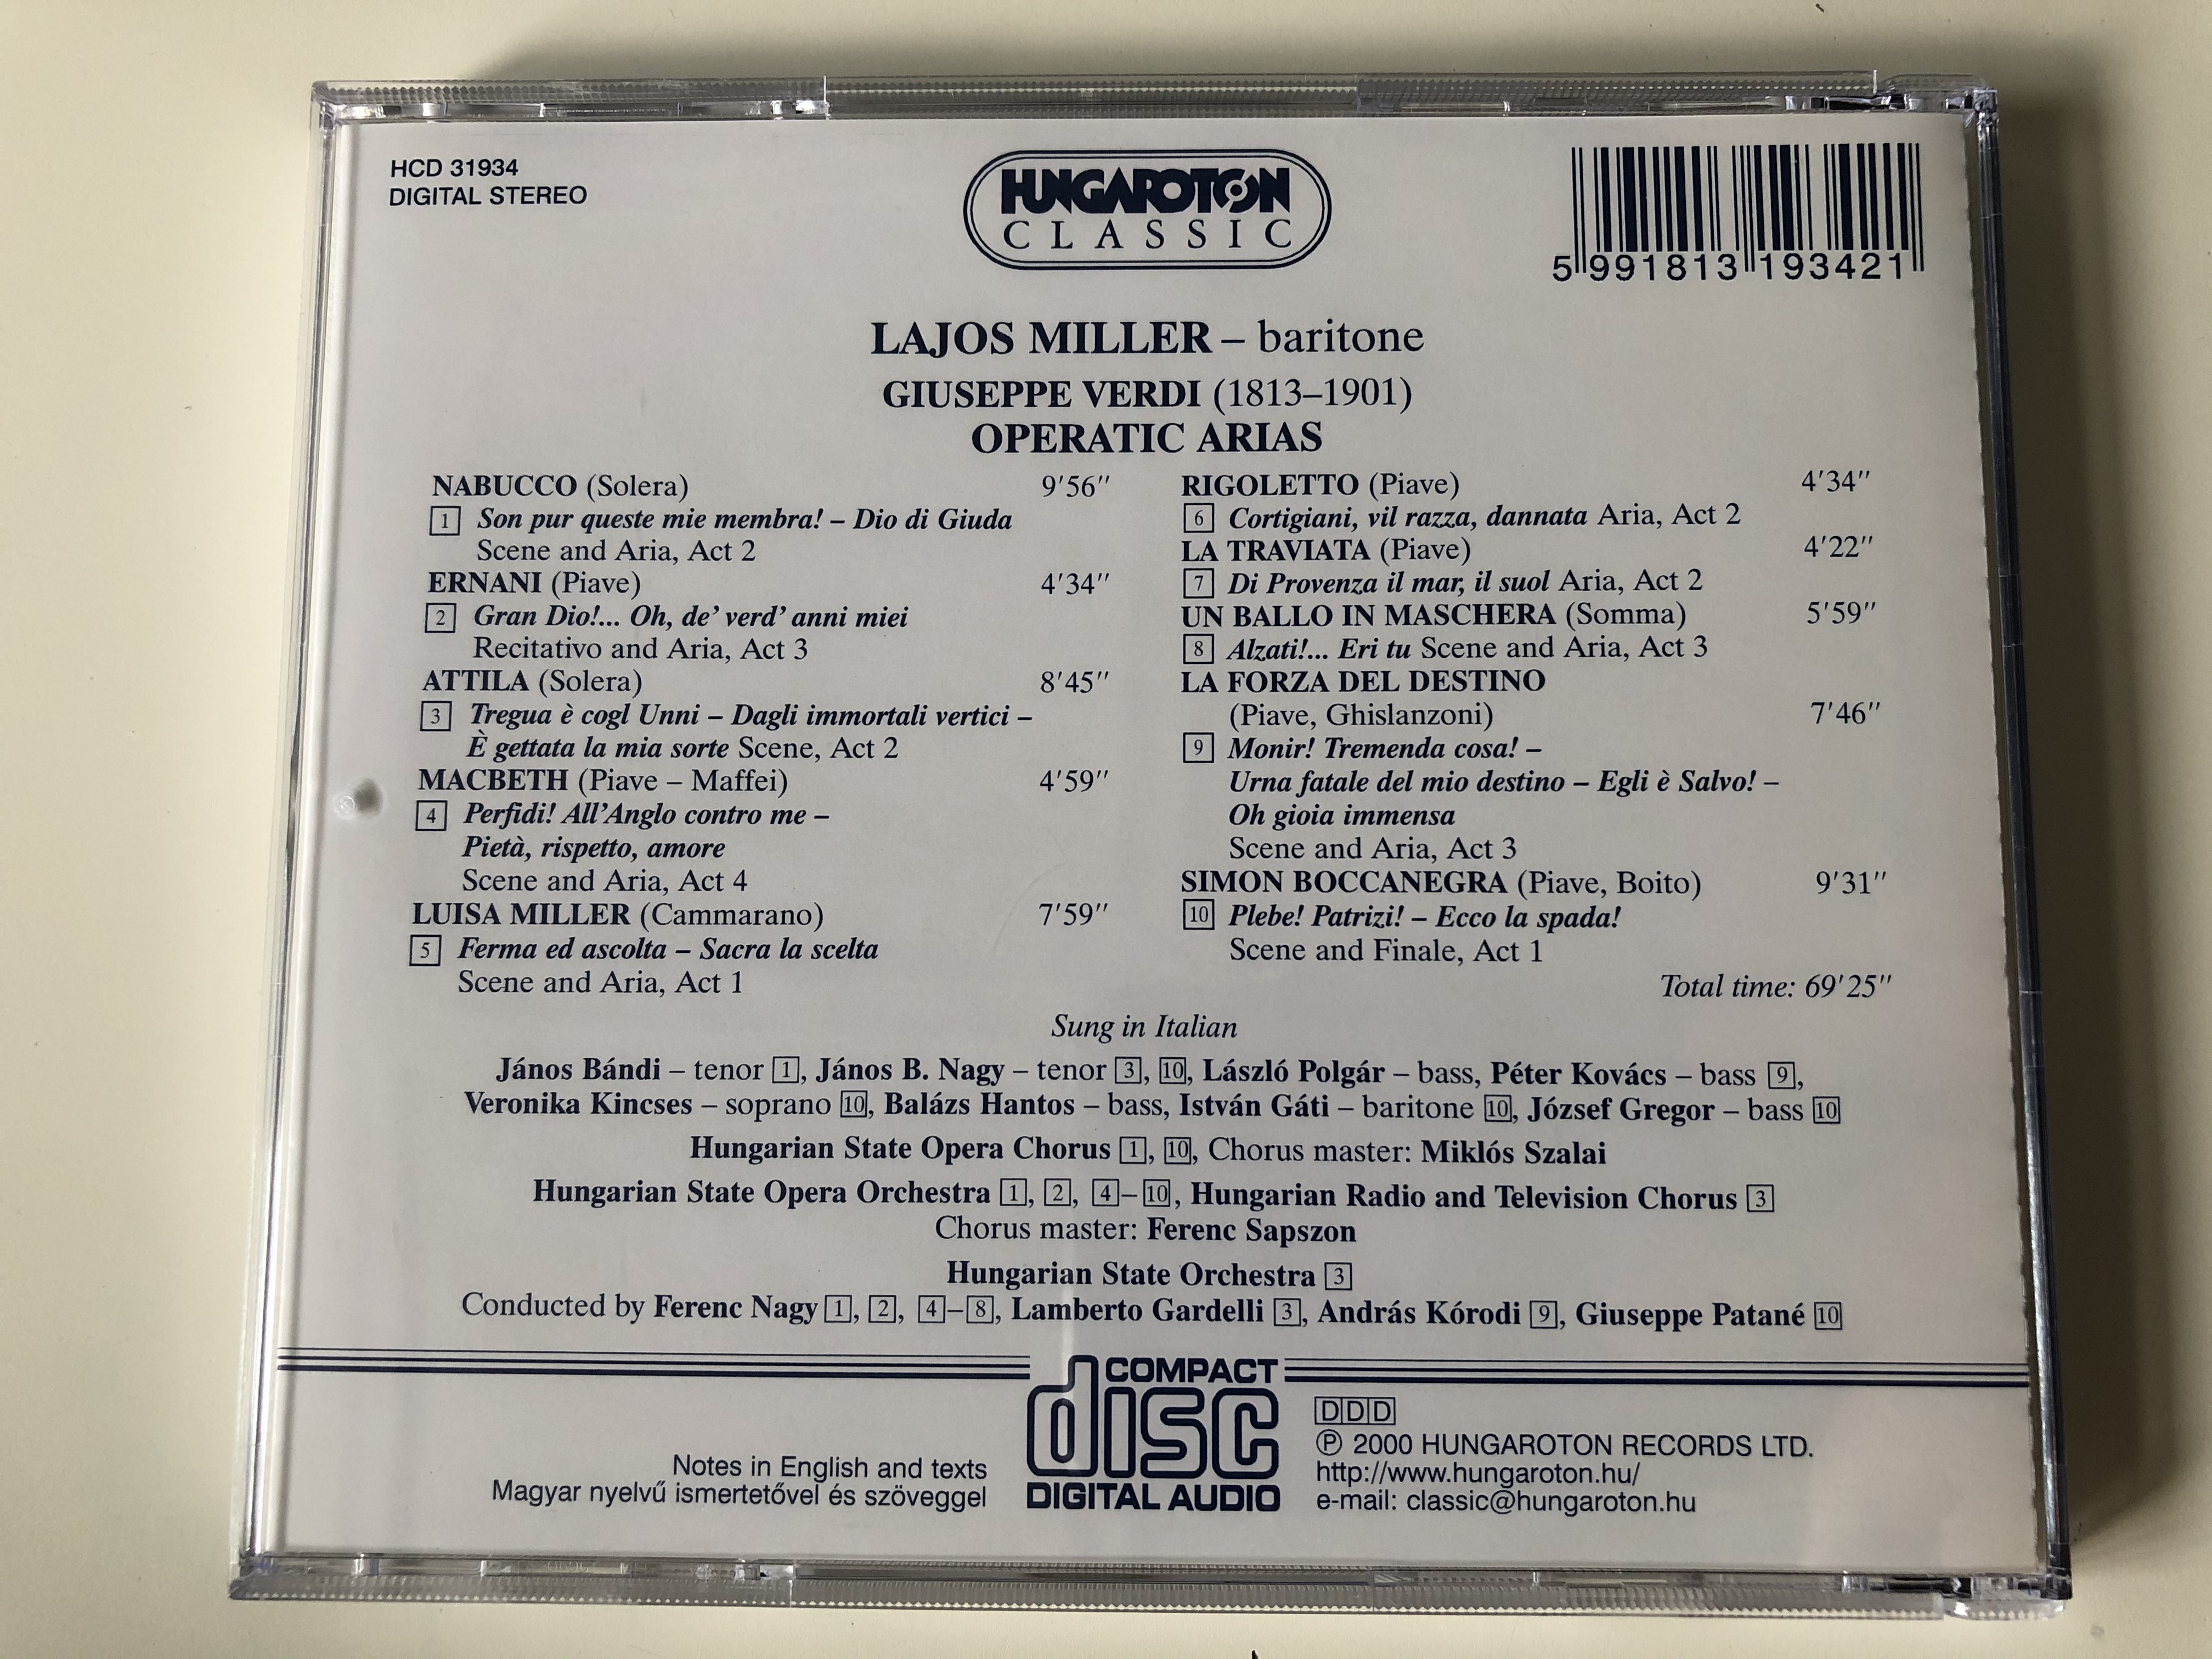 HCD 31934
DIGITAL STEREO
HUNGAROTON
CLASSIC
5 991813 193421
LAJOS MILLER – baritone
GIUSEPPE VERDI (1813–1901)
OPERATIC ARIAS
NABUCCO (Solera) 9'56"
1 Son pur queste mie membra! – Dio di Giuda
Scene and Aria, Act 2
ERNANI (Piave) 4'34"
2 Gran Dio!... Oh, de' verd' anni miei
Recitativo and Aria, Act 3
ATTILA (Solera) 8'45"
3 Tregua è cogl Unni – Dagli immortali vertici –
È gettata la mia sorte Scene, Act 2
MACBETH (Piave – Maffei) 4'59"
4 Perfidi! All'Anglo contro me –
Pietà, rispetto, amore
Scene and Aria, Act 4
LUISA MILLER (Cammarano) 7'59"
5 Ferma ed ascolta – Sacra la scelta
Scene and Aria, Act 1
RIGOLETTO (Piave) 4'34"
6 Cortigiani, vil razza, dannata Aria, Act 2
LA TRAVIATA (Piave) 4'22"
7 Di Provenza il mar, il suol Aria, Act 2
UN BALLO IN MASCHERA (Somma) 5'59"
8 Alzati!... Eri tu Scene and Aria, Act 3
LA FORZA DEL DESTINO
(Piave, Ghislanzoni) 7'46"
9 Monir! Tremenda cosa! –
Urna fatale del mio destino – Egli è Salvo! –
Oh gioia immensa
Scene and Aria, Act 3
SIMON BOCCANEGRA (Piave, Boito) 9'31"
10 Plebe! Patrizi! – Ecco la spada!
Scene and Finale, Act 1
Total time: 69'25"
Sung in Italian
János Bándi – tenor 1, János B. Nagy – tenor 3, 10, László Polgár – bass, Péter Kovács – bass 9,
Veronika Kincses – soprano 10, Balázs Hantos – bass, István Gáti – baritone 10, József Gregor – bass 10
Hungarian State Opera Chorus 1, 10, Chorus master: Miklós Szalai
Hungarian State Opera Orchestra 1, 2, 4–10, Hungarian Radio and Television Chorus 3
Chorus master: Ferenc Sapszon
Hungarian State Orchestra 3
Conducted by Ferenc Nagy 1, 2, 4–8, Lamberto Gardelli 3, András Kórodi 9, Giuseppe Patané 10
Notes in English and texts
Magyar nyelvű ismertetővel és szöveggel
COMPACT
disc
DIGITAL AUDIO
DDD
℗ 2000 HUNGAROTON RECORDS LTD.
http://www.hungaroton.hu/
e-mail: classic@hungaroton.hu